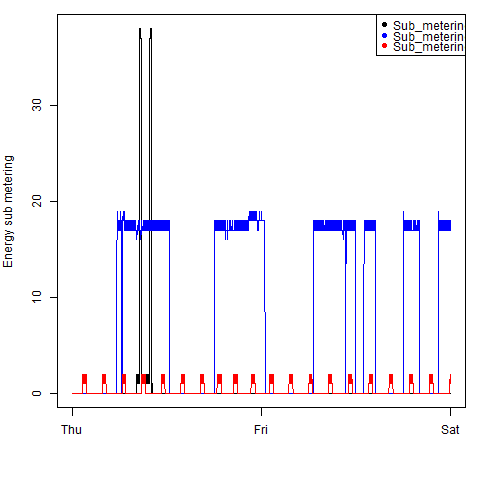 Sub_meterin
Sub_meterin
Sub_meterin
Energy sub metering
30
20
10
0
Thu Fri Sat